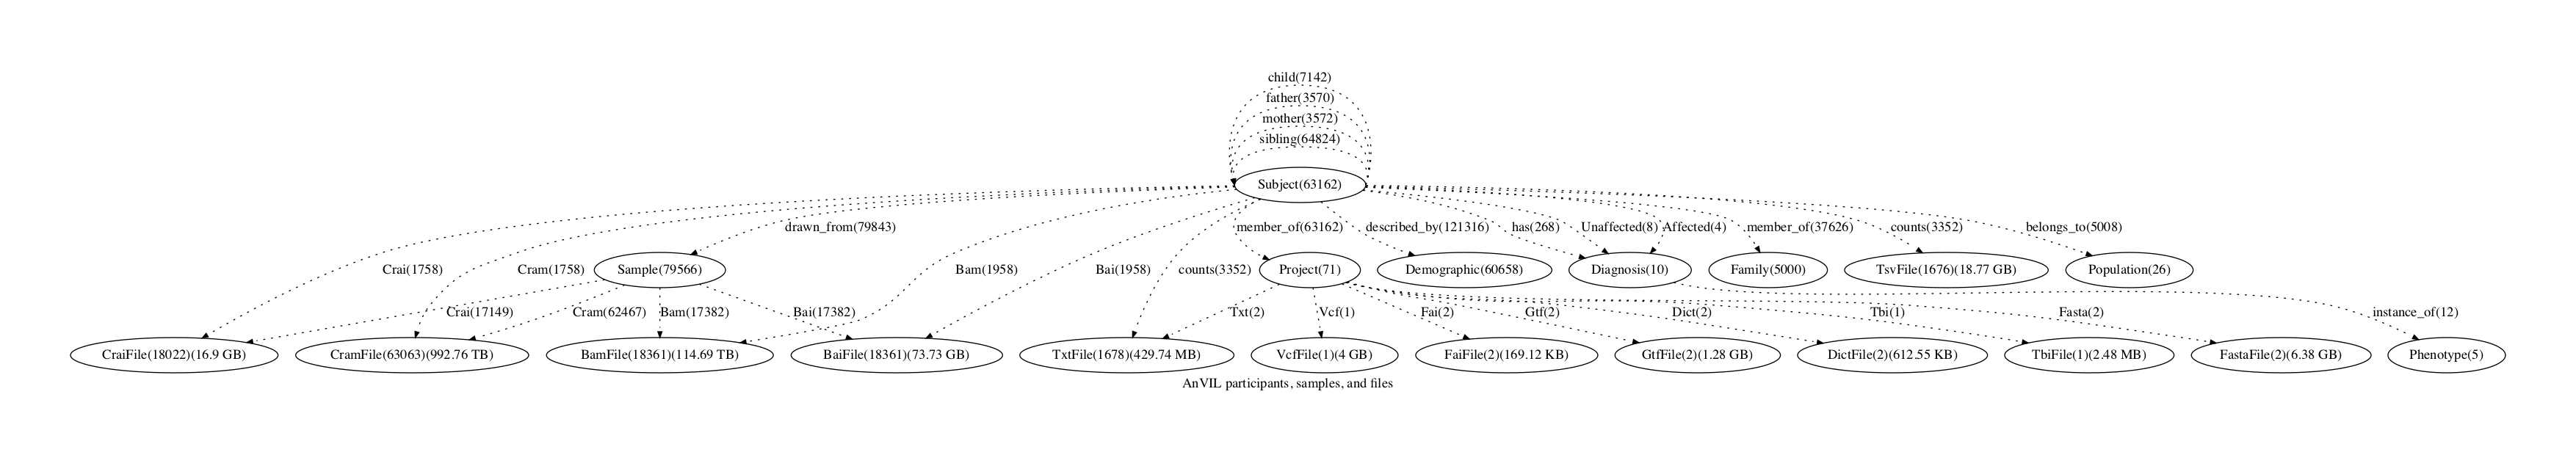 child(7142)
father(3570)
mother(3572)
sibling(64824)
Subject(63162)
drawn_from(79843)
member_of(63162)
described_by(121316)
has(268)
Unaffected(8)
Affected(4)
member_of(37626)
counts(3352)
belongs_to(5008)
Crai(1758)
Cram(1758)
Sample(79566)
Bam(1958)
Bai(1958)
counts(3352)
Project(71)
Demographic(60658)
Diagnosis(10)
Family(5000)
TsvFile(1676)(18.77 GB)
Population(26)
Crai(17149)
Cram(62467)
Bam(17382)
Bai(17382)
Txt(2)
Vcf(1)
Fai(2)
Gtf(2)
Dict(2)
Tbi(1)
Fasta(2)
instance_of(12)
CraiFile(18022)(16.9 GB)
CramFile(63063)(992.76 TB)
BamFile(18361)(114.69 TB)
BaiFile(18361)(73.73 GB)
TxtFile(1678)(429.74 MB)
VcfFile(1)(4 GB)
FaiFile(2)(169.12 KB)
GtfFile(2)(1.28 GB)
DictFile(2)(612.55 KB)
TbiFile(1)(2.48 MB)
FastaFile(2)(6.38 GB)
Phenotype(5)
AnVIL participants, samples, and files